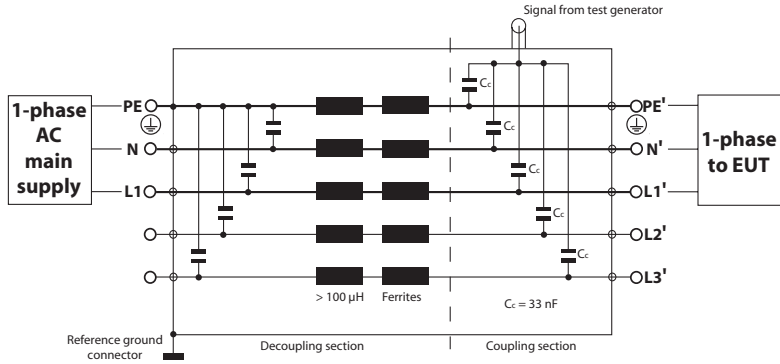 Signal from test generator
Cc
PE
PE'
1-phase
AC
main
supply
1-phase
to EUT
Cc
N
N'
Cc
L1
L1'
Cc
L2'
Cc
L3'
> 100 µH
Ferrites
Cc = 33 nF
Reference ground
connector
Decoupling section
Coupling section